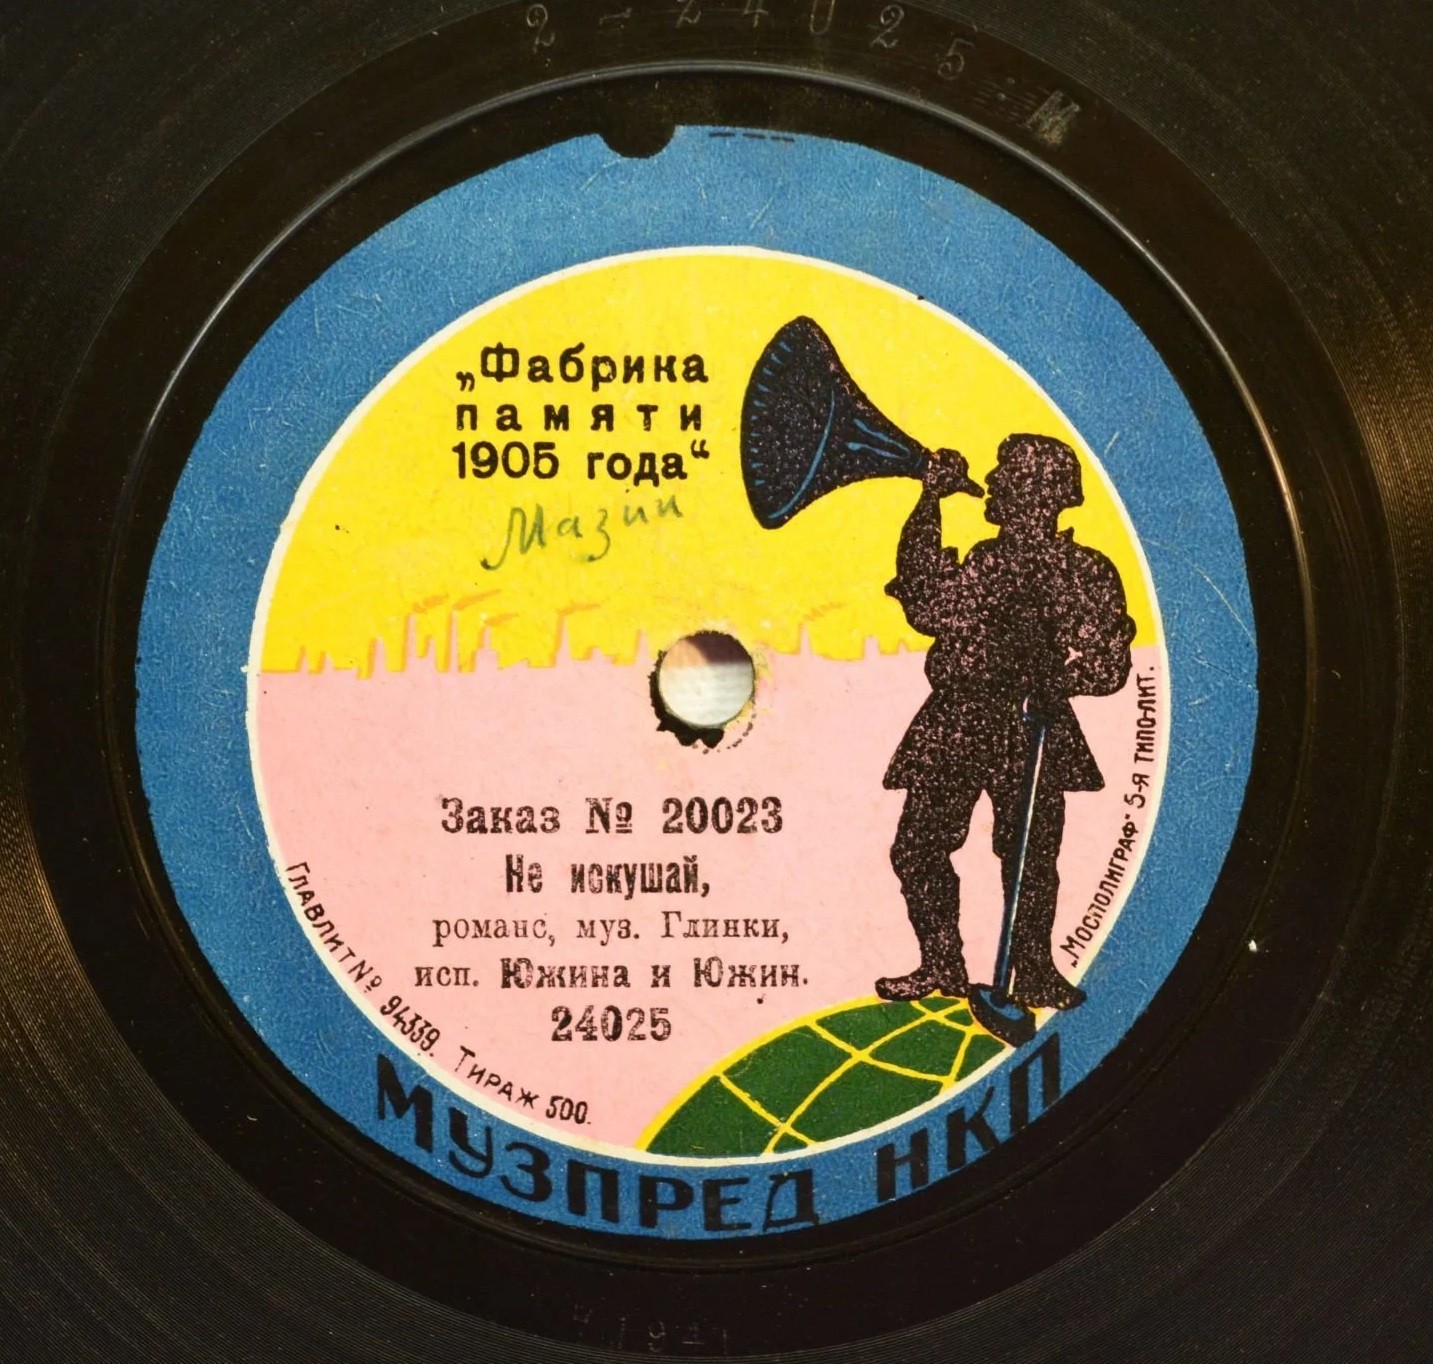 2-24025
„Фабрика
памяти
1905 года“
Мазин
Заказ № 20023
Не искушай,
романс, муз. Глинки,
исп. Южина и Южин.
24025
Главлит № 94339. Тираж 500.
„Мосполиграф“ 5-я типо-лит.
МУЗПРЕД НКП